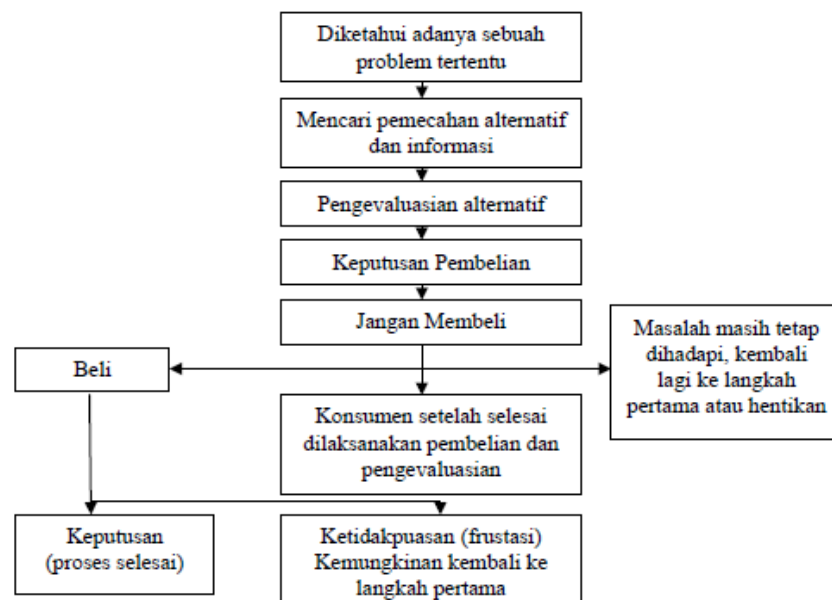 Diketahui adanya sebuah
problem tertentu
Mencari pemecahan alternatif
dan informasi
Pengevaluasian alternatif
Keputusan Pembelian
Jangan Membeli
Masalah masih tetap
dihadapi, kembali
lagi ke langkah
pertama atau hentikan
Beli
Konsumen setelah selesai
dilaksanakan pembelian dan
pengevaluasian
Keputusan
(proses selesai)
Ketidakpuasan (frustasi)
Kemungkinan kembali ke
langkah pertama